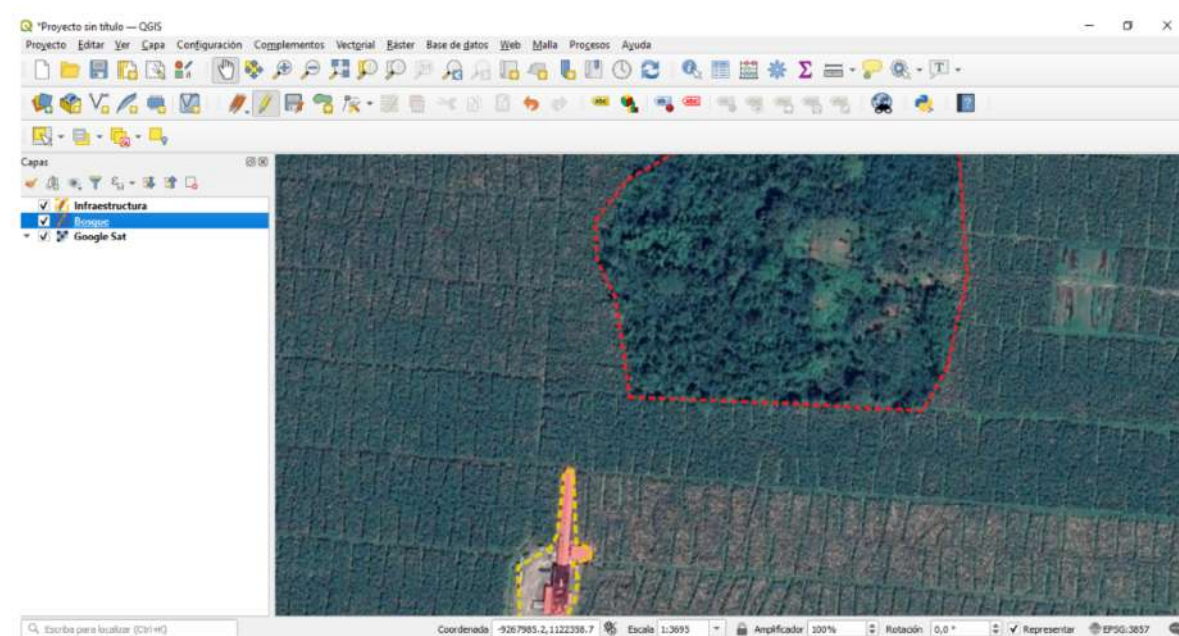 *Proyecto sin título — QGIS
Proyecto Editar Ver Capa Configuración Complementos Vectorial Ráster Base de datos Web Malla Procesos Ayuda
Capas
Infraestructura
Bosque
Google Sat
Escriba para localizar (Ctrl+K)
Coordenada -9267985.2,1122358.7 Escala 1:3695 Amplificador 100% Rotación 0,0 ° Representar EPSG:3857